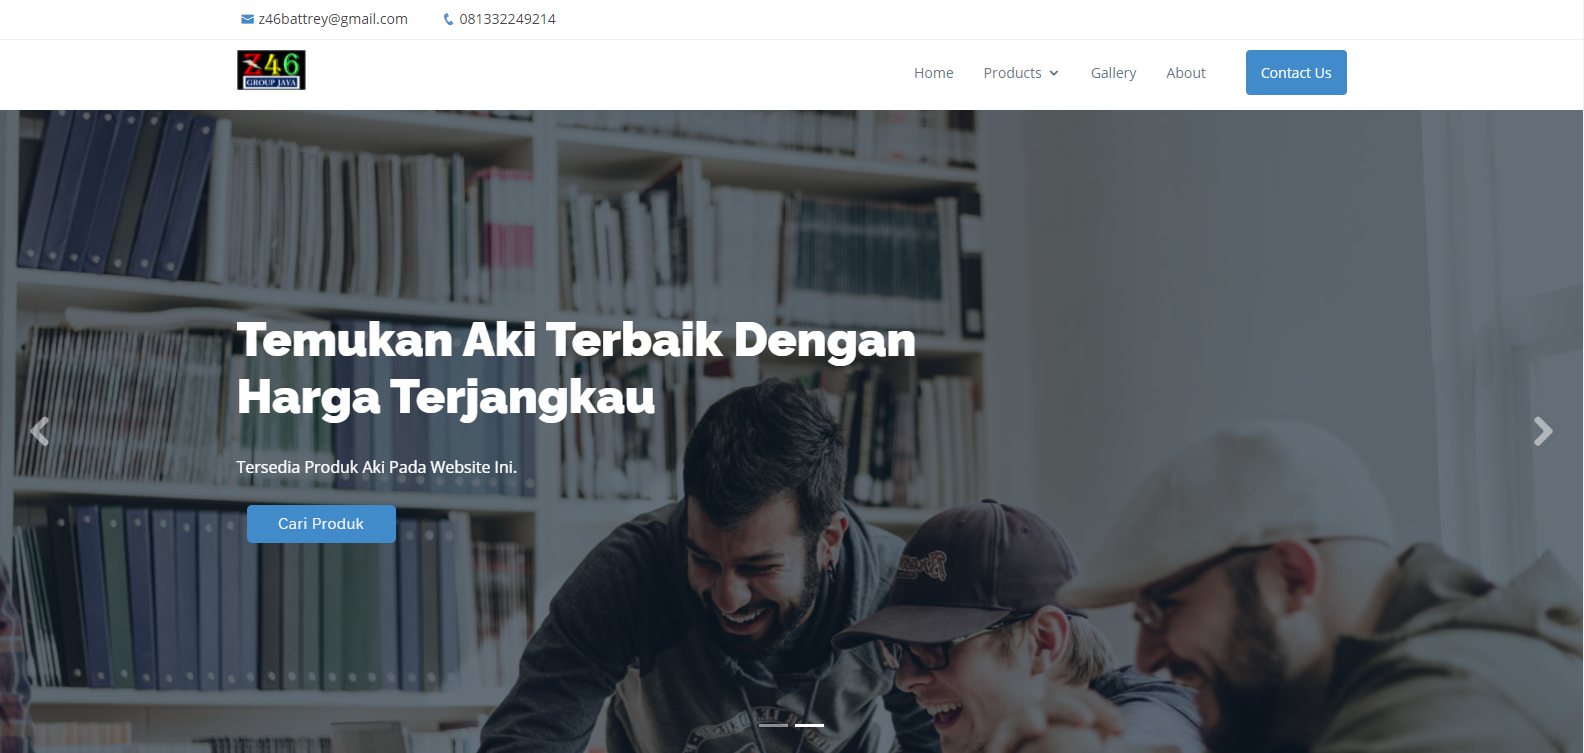 z46battrey@gmail.com 081332249214
Z46
GROUP JAYA
Home Products Gallery About Contact Us
Temukan Aki Terbaik Dengan
Harga Terjangkau
Tersedia Produk Aki Pada Website Ini.
Cari Produk